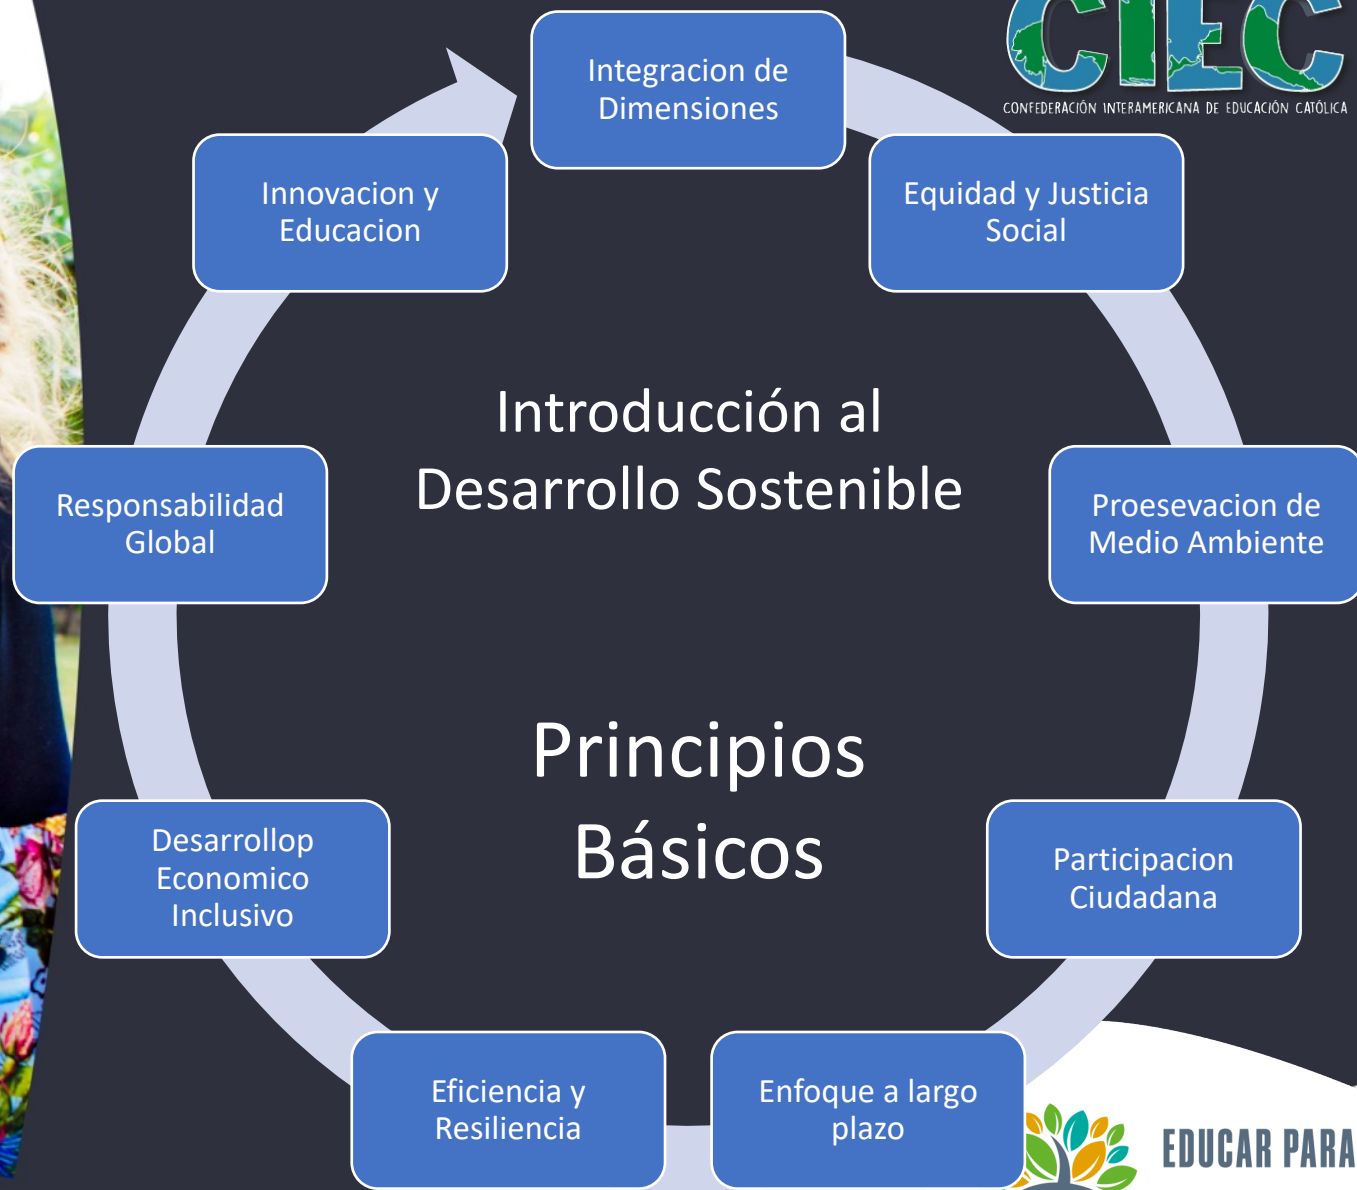 CIEC
CONFEDERACIÓN INTERAMERICANA DE EDUCACIÓN CATÓLICA
Integracion de
Dimensiones
Equidad y Justicia
Social
Proesevacion de
Medio Ambiente
Participacion
Ciudadana
Enfoque a largo
plazo
Eficiencia y
Resiliencia
Desarrollop
Economico
Inclusivo
Responsabilidad
Global
Innovacion y
Educacion
Introducción al
Desarrollo Sostenible
Principios
Básicos
EDUCAR PARA